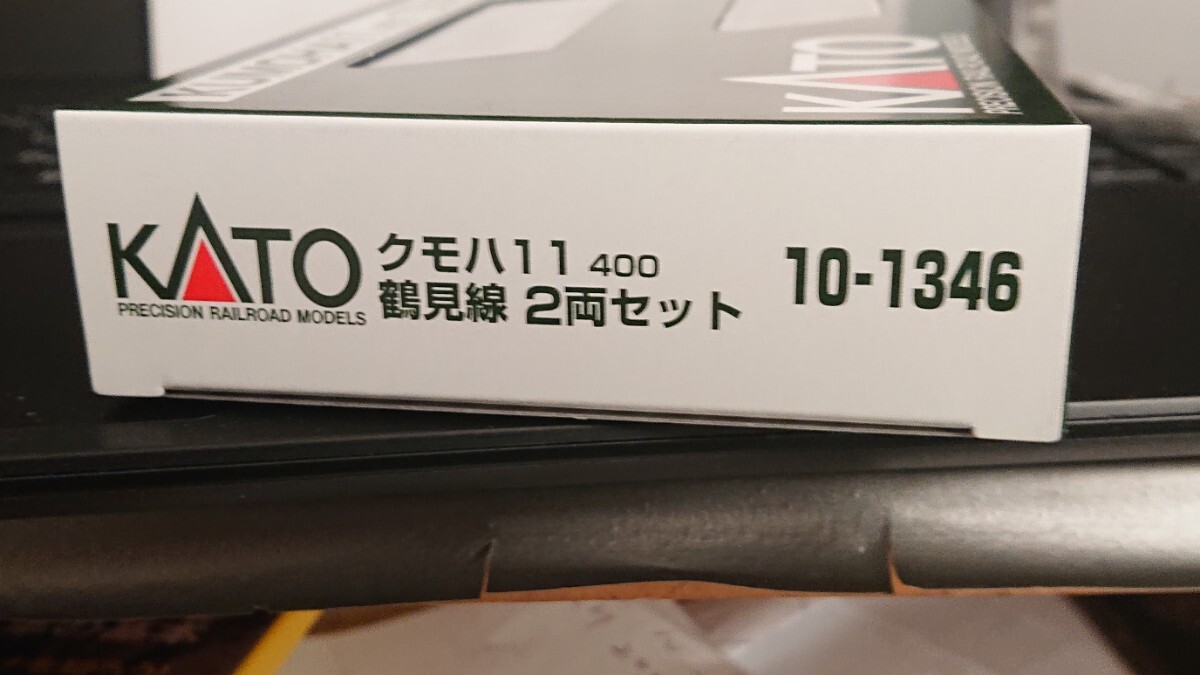 KATO
KATO
PRECISION RAILROAD MODELS
クモハ11 400
鶴見線 2両セット
10-1346